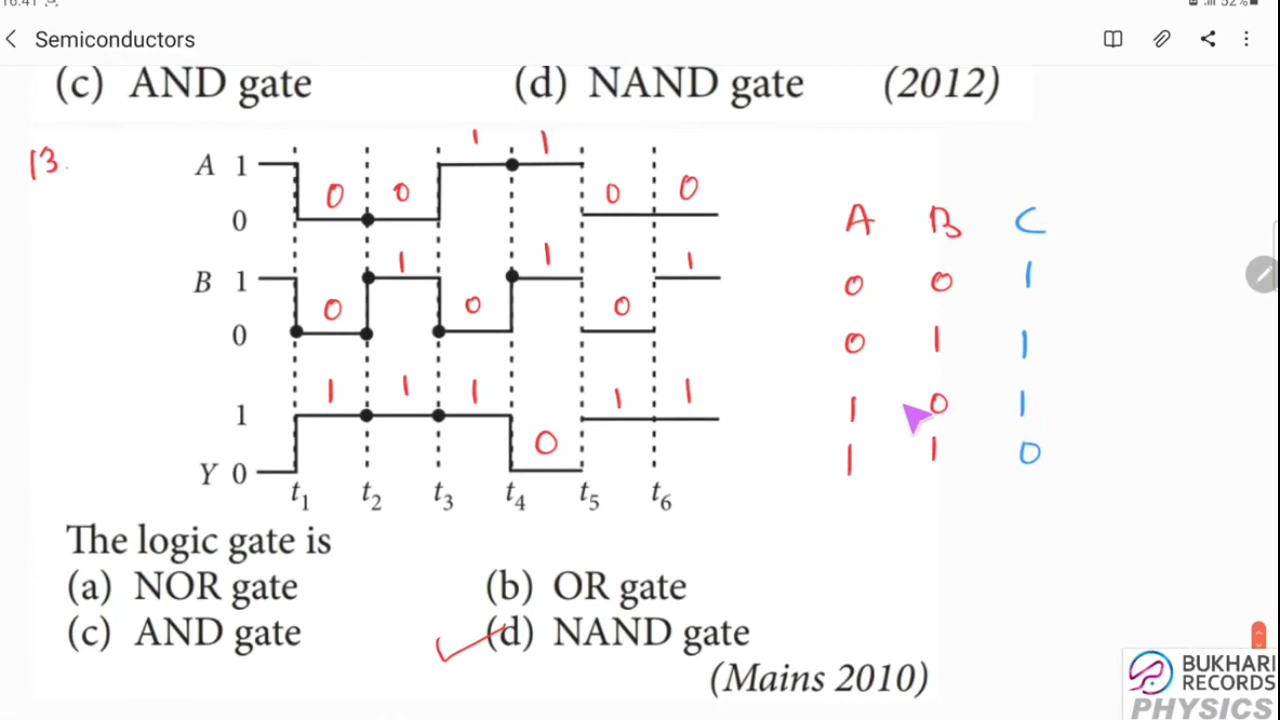 16:41 52%
Semiconductors
(c) AND gate (d) NAND gate (2012)
13.
1 1
A 1 0 0 0 0
0
A B C
B 1 1 1 1
0 0 1
0 0 0 0
0 1 1
1 0 1
1 1 0
1 1 1 1 1
1
0
Y 0
t1 t2 t3 t4 t5 t6
The logic gate is
(a) NOR gate (b) OR gate
(c) AND gate (d) NAND gate
(Mains 2010)
BUKHARI
RECORDS
PHYSICS